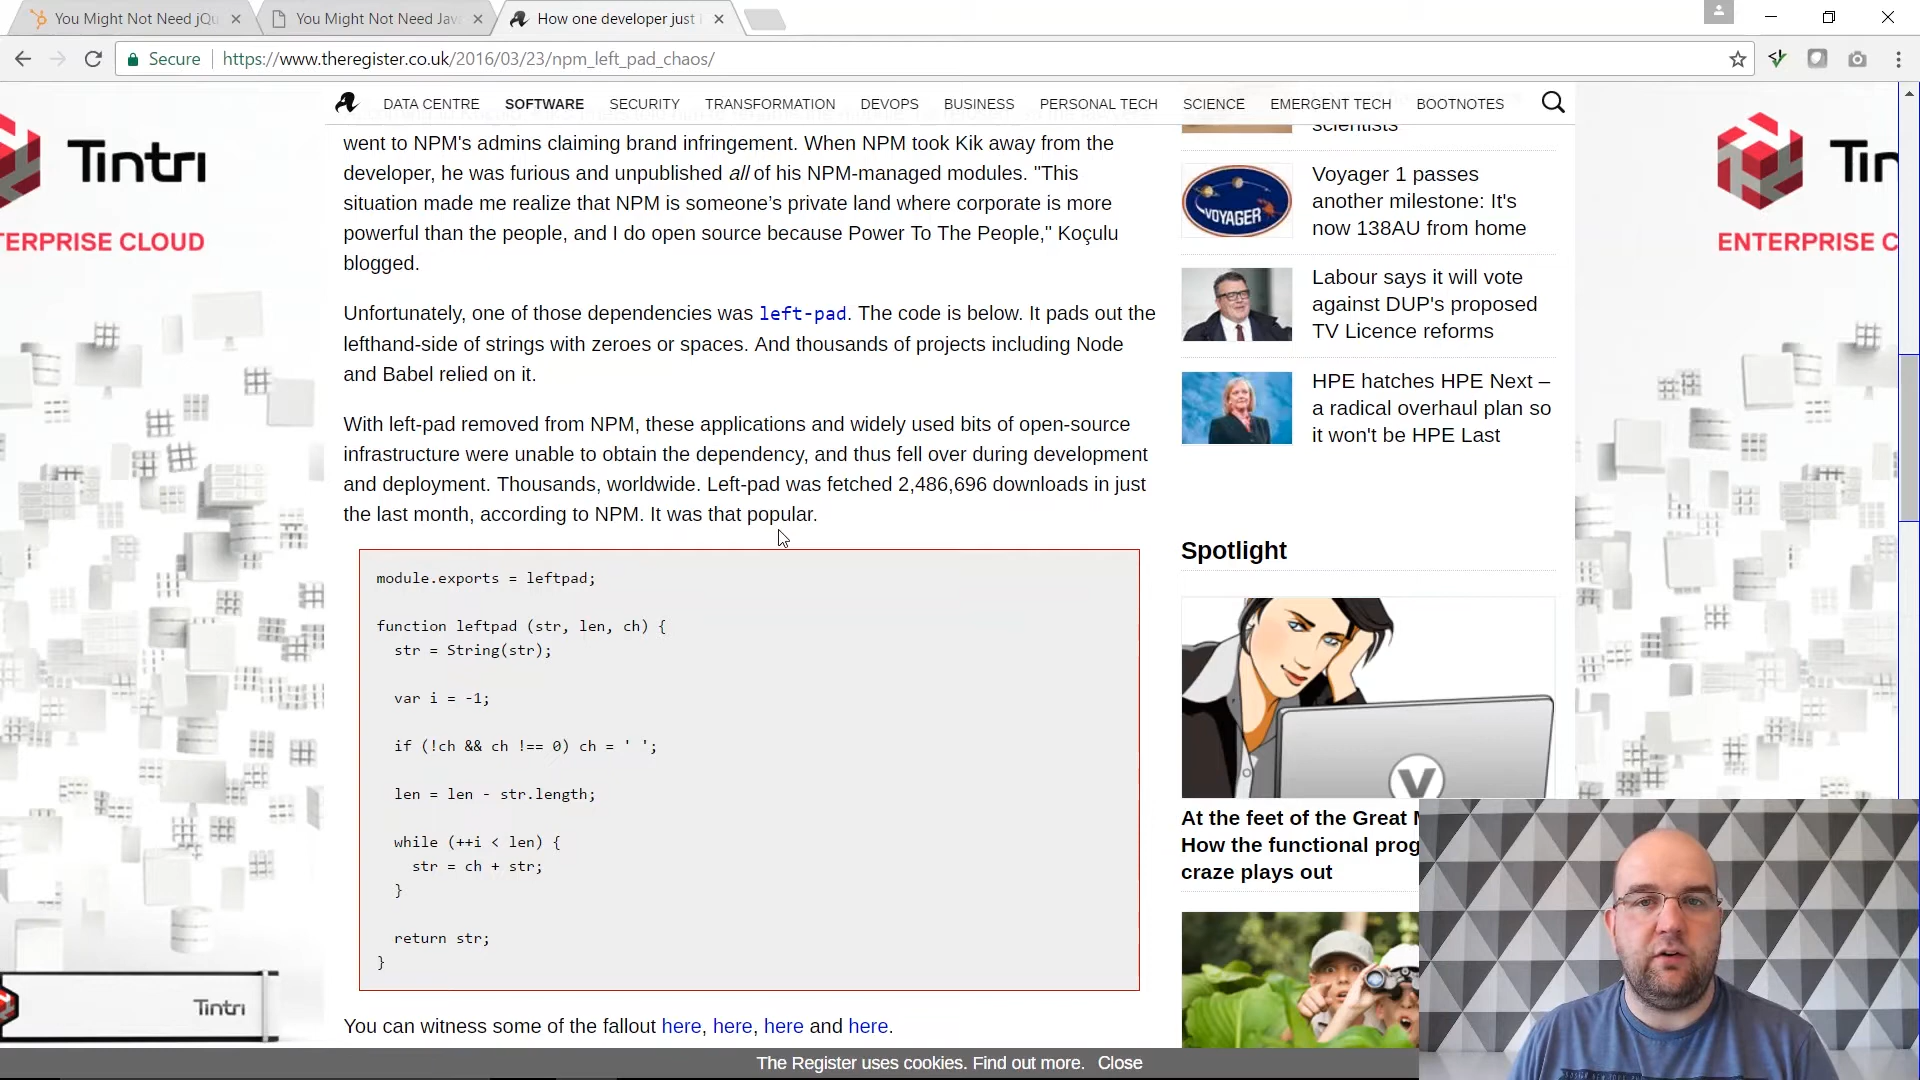 You Might Not Need jQu
You Might Not Need Jav
How one developer just
Secure
https://www.theregister.co.uk/2016/03/23/npm_left_pad_chaos/
DATA CENTRE SOFTWARE SECURITY TRANSFORMATION DEVOPS BUSINESS PERSONAL TECH SCIENCE EMERGENT TECH BOOTNOTES
went to NPM's admins claiming brand infringement. When NPM took Kik away from the
developer, he was furious and unpublished all of his NPM-managed modules. "This
situation made me realize that NPM is someone’s private land where corporate is more
powerful than the people, and I do open source because Power To The People," Koçulu
blogged.
Unfortunately, one of those dependencies was left-pad. The code is below. It pads out the
lefthand-side of strings with zeroes or spaces. And thousands of projects including Node
and Babel relied on it.
With left-pad removed from NPM, these applications and widely used bits of open-source
infrastructure were unable to obtain the dependency, and thus fell over during development
and deployment. Thousands, worldwide. Left-pad was fetched 2,486,696 downloads in just
the last month, according to NPM. It was that popular.
module.exports = leftpad;
function leftpad (str, len, ch) {
str = String(str);
var i = -1;
if (!ch && ch !== 0) ch = ' ';
len = len - str.length;
while (++i < len) {
str = ch + str;
}
return str;
}
You can witness some of the fallout here, here, here and here.
scientists
VOYAGER
Voyager 1 passes
another milestone: It's
now 138AU from home
Labour says it will vote
against DUP's proposed
TV Licence reforms
HPE hatches HPE Next –
a radical overhaul plan so
it won't be HPE Last
Spotlight
V
At the feet of the Great
How the functional prog
craze plays out
Tintri
TERPRISE CLOUD
Tintri
Tin
ENTERPRISE C
The Register uses cookies. Find out more. Close